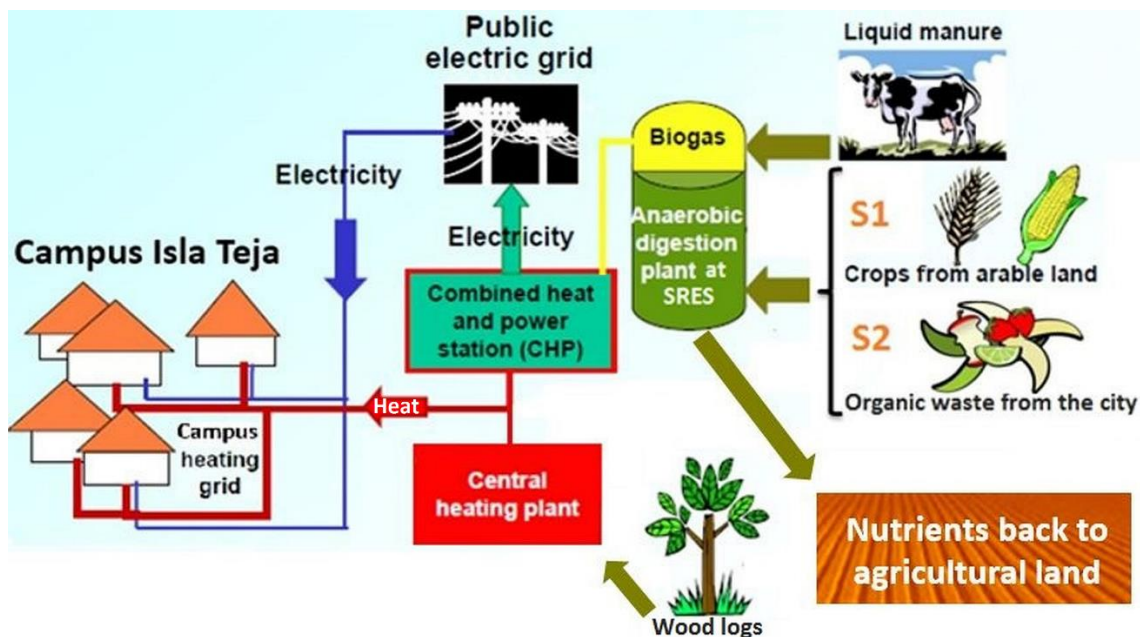 Public
electric grid
Liquid manure
Biogas
Electricity
S1
Anaerobic
digestion
plant at
SRES
Electricity
Campus Isla Teja
Crops from arable land
Combined heat
and power
station (CHP)
S2
Heat
Organic waste from the city
Campus
heating
grid
Central
heating plant
Nutrients back to
agricultural land
Wood logs